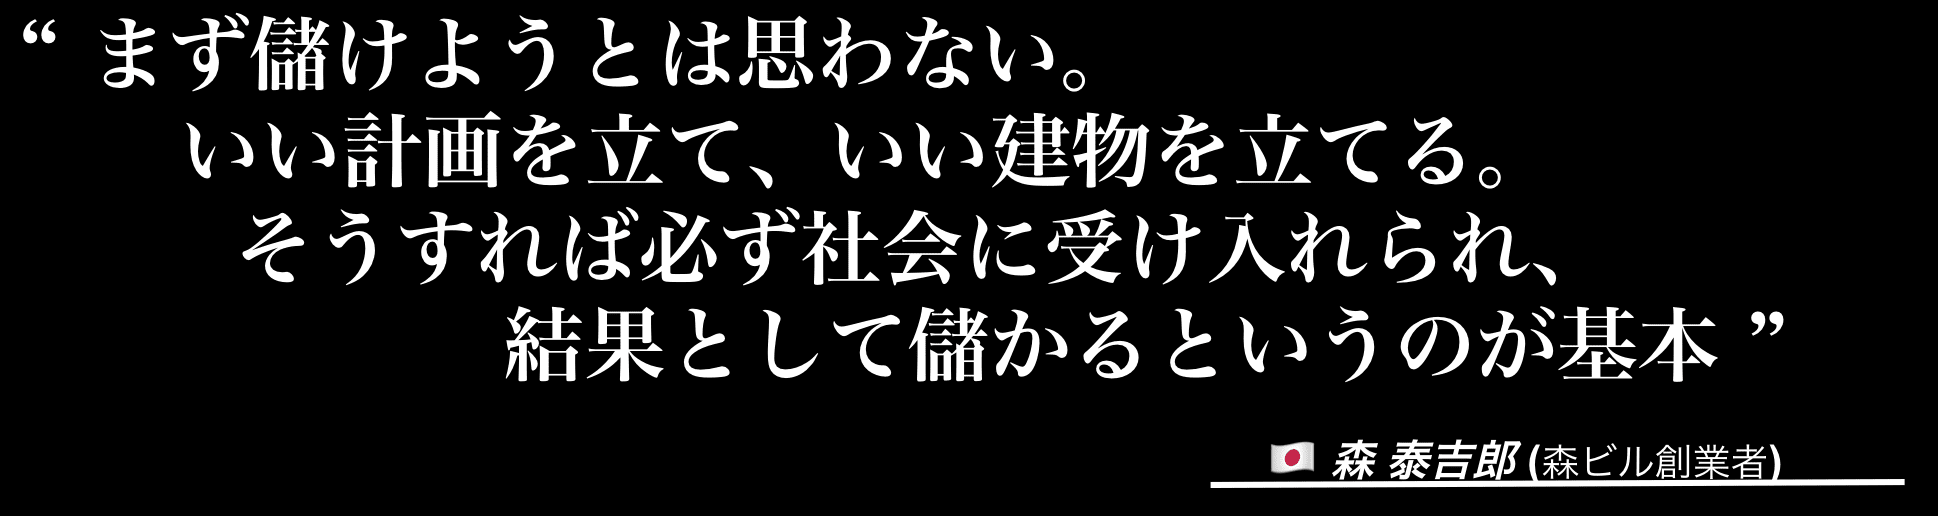 “ まず儲けようとは思わない。
いい計画を立て、いい建物を立てる。
そうすれば必ず社会に受け入れられ、
結果として儲かるというのが基本 ”
🇯🇵 森 泰吉郎 (森ビル創業者)